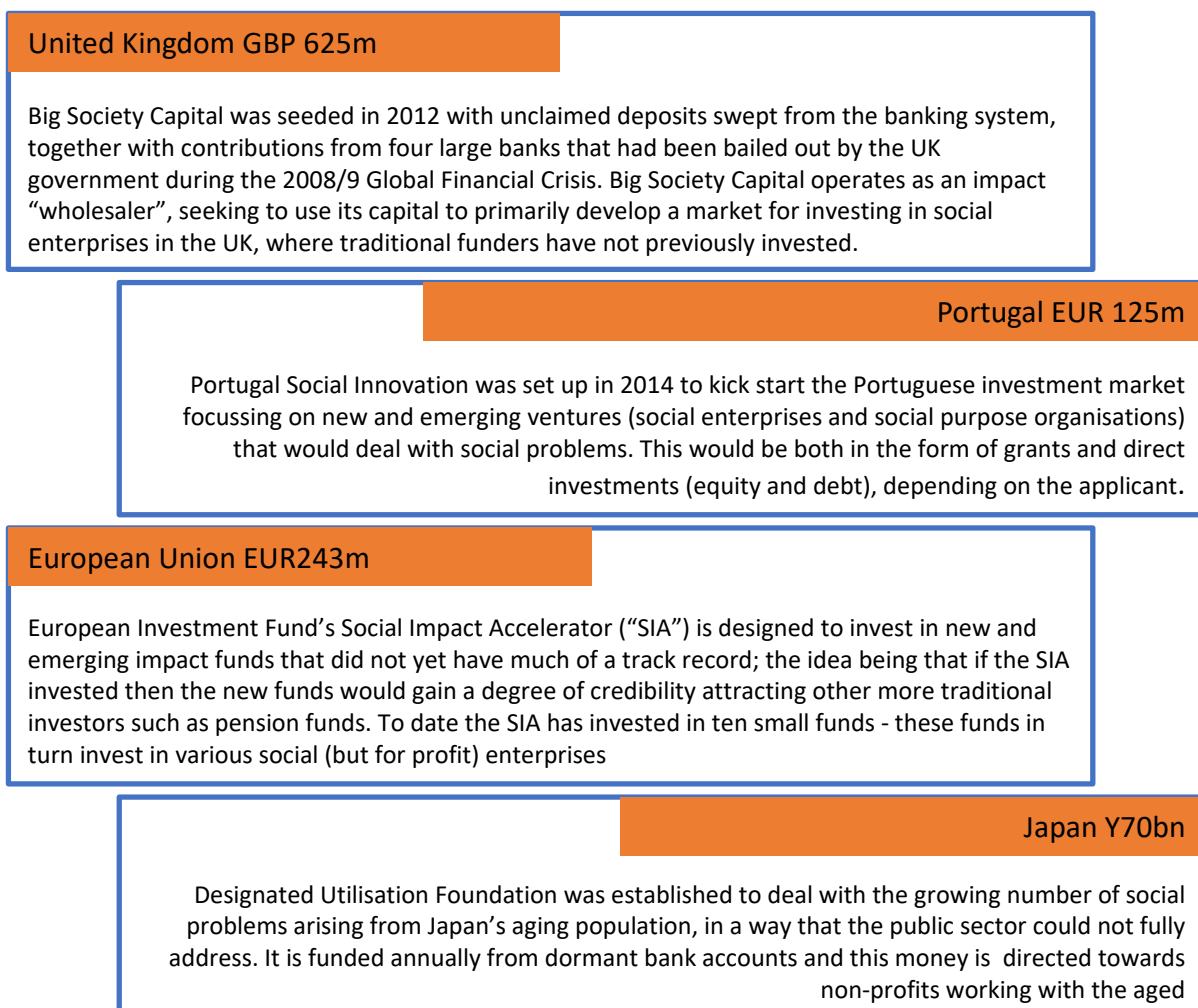 United Kingdom GBP 625m
Big Society Capital was seeded in 2012 with unclaimed deposits swept from the banking system,
together with contributions from four large banks that had been bailed out by the UK
government during the 2008/9 Global Financial Crisis. Big Society Capital operates as an impact
“wholesaler”, seeking to use its capital to primarily develop a market for investing in social
enterprises in the UK, where traditional funders have not previously invested.
Portugal EUR 125m
Portugal Social Innovation was set up in 2014 to kick start the Portuguese investment market
focussing on new and emerging ventures (social enterprises and social purpose organisations)
that would deal with social problems. This would be both in the form of grants and direct
investments (equity and debt), depending on the applicant.
European Union EUR243m
European Investment Fund’s Social Impact Accelerator (“SIA”) is designed to invest in new and
emerging impact funds that did not yet have much of a track record; the idea being that if the SIA
invested then the new funds would gain a degree of credibility attracting other more traditional
investors such as pension funds. To date the SIA has invested in ten small funds - these funds in
turn invest in various social (but for profit) enterprises
Japan Y70bn
Designated Utilisation Foundation was established to deal with the growing number of social
problems arising from Japan’s aging population, in a way that the public sector could not fully
address. It is funded annually from dormant bank accounts and this money is directed towards
non-profits working with the aged